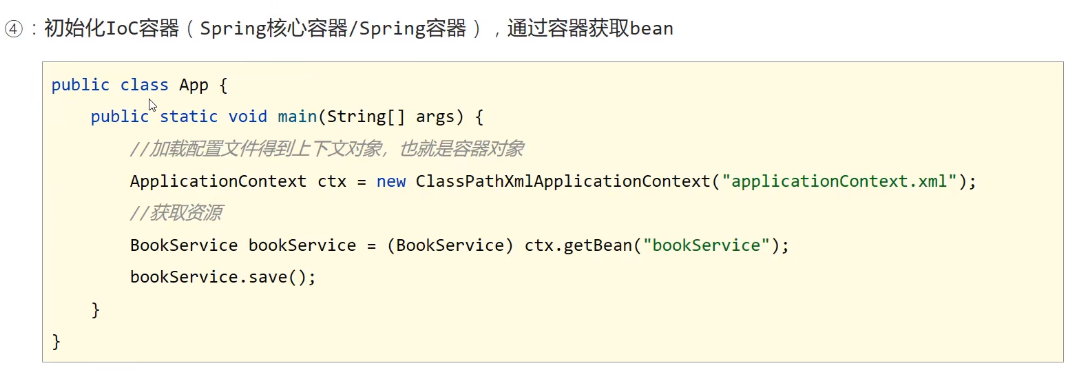 ④：初始化IoC容器（Spring核心容器/Spring容器），通过容器获取bean
public class App {
    public static void main(String[] args) {
        //加载配置文件得到上下文对象，也就是容器对象
        ApplicationContext ctx = new ClassPathXmlApplicationContext("applicationContext.xml");
        //获取资源
        BookService bookService = (BookService) ctx.getBean("bookService");
        bookService.save();
    }
}